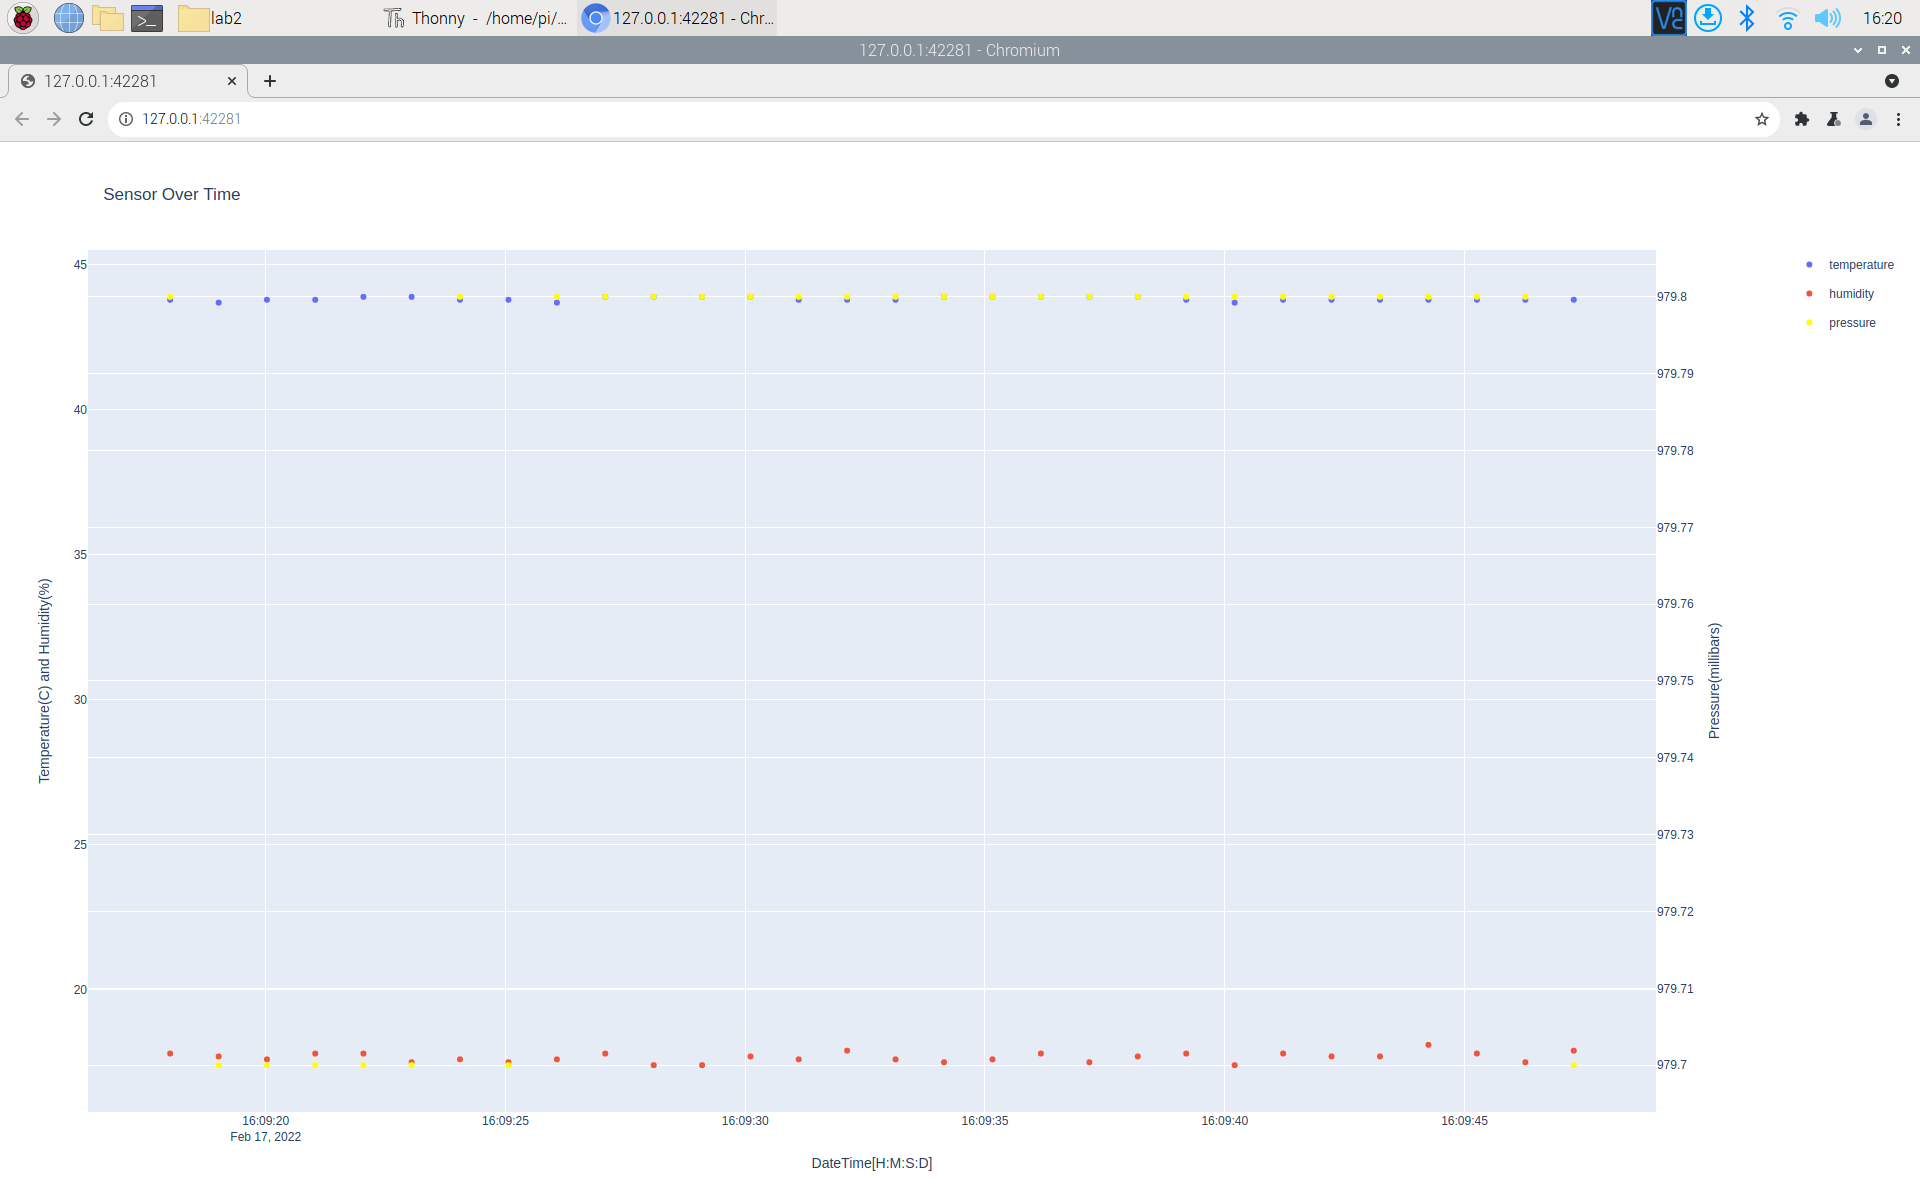 lab2
Thonny - /home/pi/...
127.0.0.1:42281 - Chr...
16:20
127.0.0.1:42281 - Chromium
127.0.0.1:42281
127.0.0.1:42281
Sensor Over Time
45
40
35
30
25
20
Temperature(C) and Humidity(%)
979.8
979.79
979.78
979.77
979.76
979.75
979.74
979.73
979.72
979.71
979.7
Pressure(millibars)
temperature
humidity
pressure
16:09:20
Feb 17, 2022
16:09:25
16:09:30
16:09:35
16:09:40
16:09:45
DateTime[H:M:S:D]